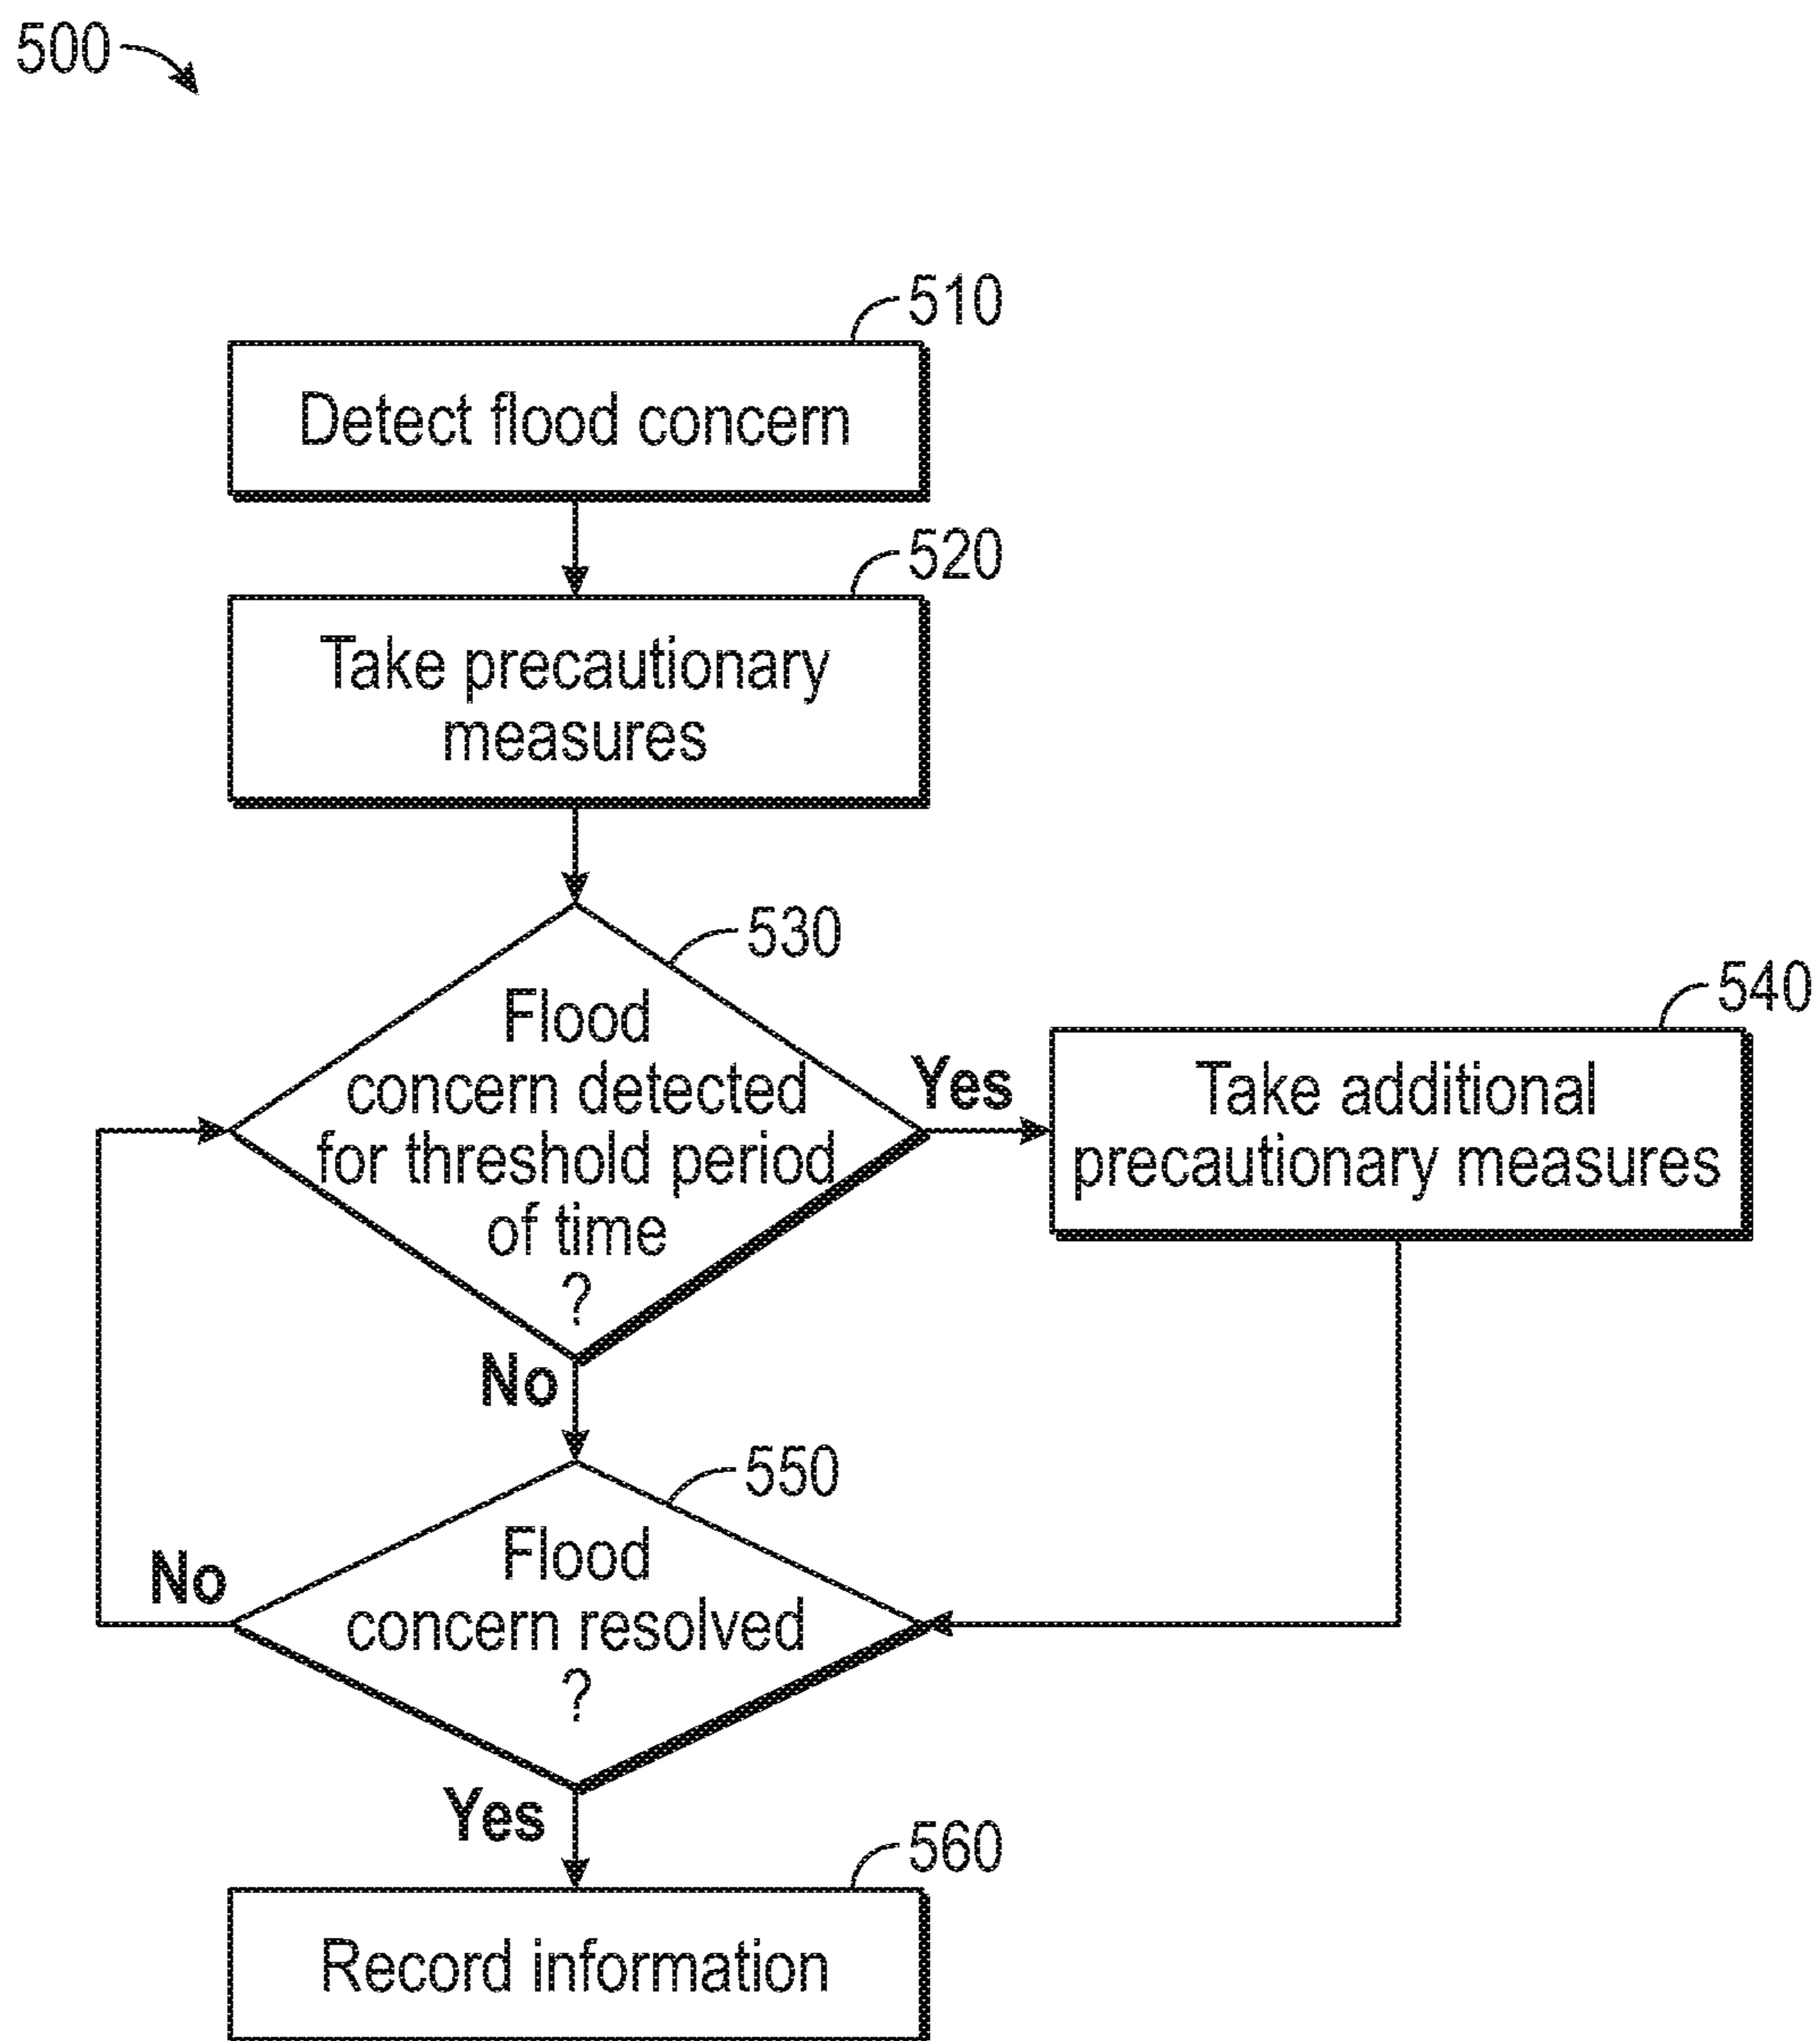 500
510
Detect flood concern
520
Take precautionary
measures
530
Flood
concern detected
for threshold period
of time
?
Yes
540
Take additional
precautionary measures
No
550
Flood
concern resolved
?
No
Yes
560
Record information